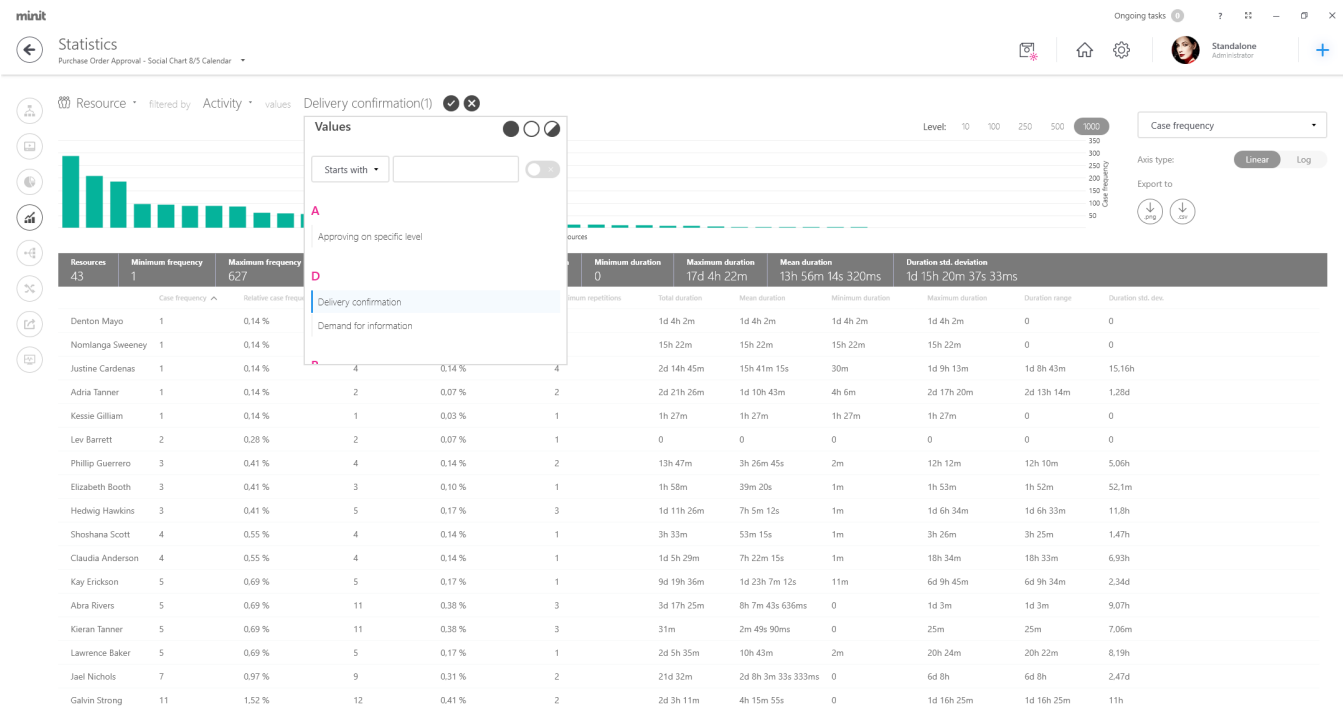 minit
Ongoing tasks 0 ?
Statistics
Purchase Order Approval - Social Chart 8/5 Calendar
Standalone
Administrator
Resource filtered by Activity values Delivery confirmation(1)
Values
Starts with
A
Approving on specific level
D
Delivery confirmation
Demand for information
Level: 10 100 250 500 1000
350
300
250
200
150
100
50
Case frequency
Case frequency
Axis type: Linear Log
Export to
.png .csv
Resources Minimum frequency Maximum frequency Minimum duration Maximum duration Mean duration Duration std. deviation
43 1 627 0 17d 4h 22m 13h 56m 14s 320ms 1d 15h 20m 37s 33ms
Case frequency Relative case frequ repetitions Total duration Mean duration Minimum duration Maximum duration Duration range Duration std. dev.
Denton Mayo 1 0,14 % 1d 4h 2m 1d 4h 2m 1d 4h 2m 1d 4h 2m 0 0
Nomlanga Sweeney 1 0,14 % 15h 22m 15h 22m 15h 22m 15h 22m 0 0
Justine Cardenas 1 0,14 % 4 0,14 % 4 2d 14h 45m 15h 41m 15s 30m 1d 9h 13m 1d 8h 43m 15,16h
Adria Tanner 1 0,14 % 2 0,07 % 2 2d 21h 26m 1d 10h 43m 4h 6m 2d 17h 20m 2d 13h 14m 1,28d
Kessie Gilliam 1 0,14 % 1 0,03 % 1 1h 27m 1h 27m 1h 27m 1h 27m 0 0
Lev Barrett 2 0,28 % 2 0,07 % 1 0 0 0 0 0 0
Phillip Guerrero 3 0,41 % 4 0,14 % 2 13h 47m 3h 26m 45s 2m 12h 12m 12h 10m 5,06h
Elizabeth Booth 3 0,41 % 3 0,10 % 1 1h 58m 39m 20s 1m 1h 53m 1h 52m 52,1m
Hedwig Hawkins 3 0,41 % 5 0,17 % 3 1d 11h 26m 7h 5m 12s 1m 1d 6h 34m 1d 6h 33m 11,8h
Shoshana Scott 4 0,55 % 4 0,14 % 1 3h 33m 53m 15s 1m 3h 26m 3h 25m 1,47h
Claudia Anderson 4 0,55 % 4 0,14 % 1 1d 5h 29m 7h 22m 15s 1m 18h 34m 18h 33m 6,93h
Kay Erickson 5 0,69 % 5 0,17 % 1 9d 19h 36m 1d 23h 7m 12s 11m 6d 9h 45m 6d 9h 34m 2,34d
Abra Rivers 5 0,69 % 11 0,38 % 3 3d 17h 25m 8h 7m 43s 636ms 0 1d 3m 1d 3m 9,07h
Kieran Tanner 5 0,69 % 11 0,38 % 3 31m 2m 49s 90ms 0 25m 25m 7,06m
Lawrence Baker 5 0,69 % 5 0,17 % 1 2d 5h 35m 10h 43m 2m 20h 24m 20h 22m 8,19h
Jael Nichols 7 0,97 % 9 0,31 % 2 21d 32m 2d 8h 3m 33s 333ms 0 6d 8h 6d 8h 2,47d
Galvin Strong 11 1,52 % 12 0,41 % 2 2d 3h 11m 4h 15m 55s 0 1d 16h 25m 1d 16h 25m 11h